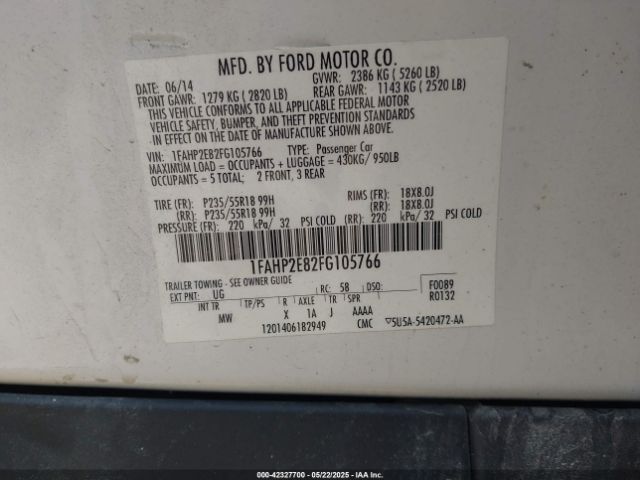 MFD. BY FORD MOTOR CO.
DATE: 06/14 GVWR: 2386 KG ( 5260 LB)
FRONT GAWR: 1279 KG ( 2820 LB) REAR GAWR: 1143 KG ( 2520 LB)
THIS VEHICLE CONFORMS TO ALL APPLICABLE FEDERAL MOTOR
VEHICLE SAFETY, BUMPER, AND THEFT PREVENTION STANDARDS
IN EFFECT ON THE DATE OF MANUFACTURE SHOWN ABOVE.
VIN: 1FAHP2E82FG105766 TYPE: Passenger Car
MAXIMUM LOAD = OCCUPANTS + LUGGAGE = 430KG/ 950LB
OCCUPANTS = 5 TOTAL; 2 FRONT, 3 REAR
TIRE (FR): P235/55R18 99H RIMS (FR): 18X8.0J
(RR): P235/55R18 99H (RR): 18X8.0J
PRESSURE (FR): 220 kPa/ 32 PSI COLD (RR): 220 kPa/ 32 PSI COLD
1FAHP2E82FG105766
TRAILER TOWING - SEE OWNER GUIDE
EXT PNT: UG RC: 58 DSO: F0089
INT TR TP/PS R AXLE TR SPR R0132
MW X 1A J AAAA
1201406182949 CMC ▽5U5A-5420472-AA
000-42327700 - 05/22/2025 - IAAI Corporate